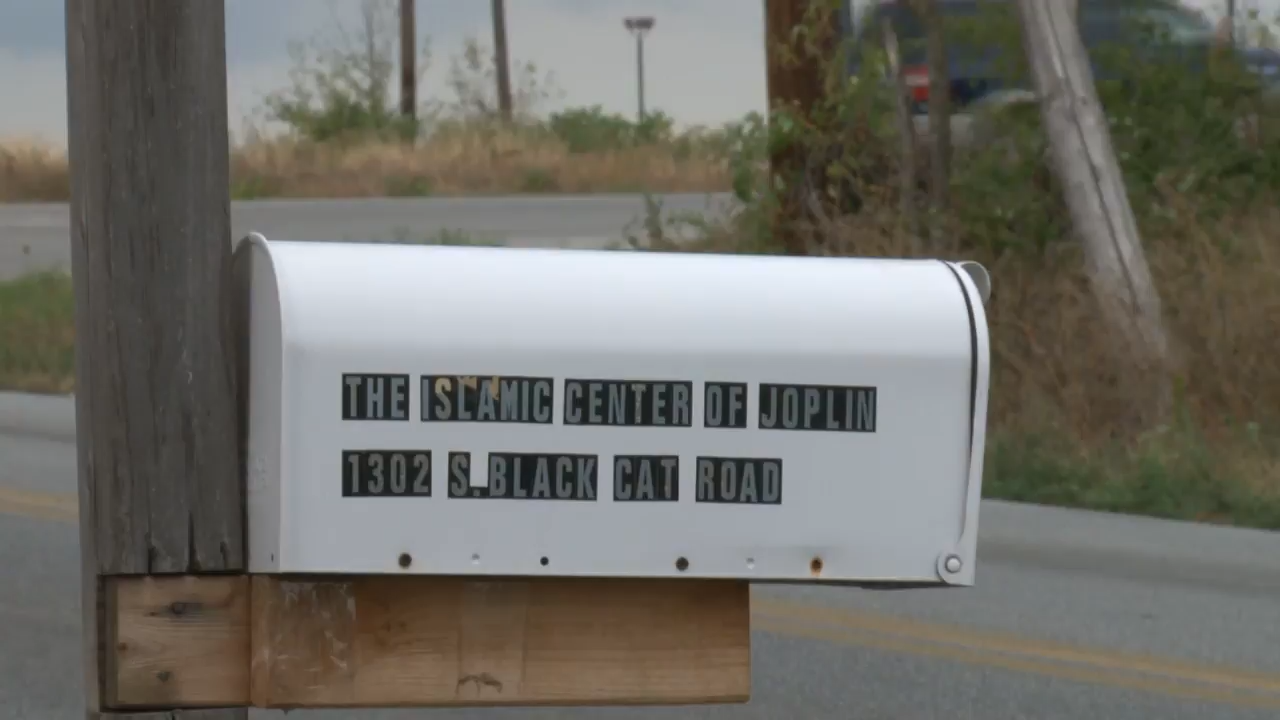 THE ISLAMIC CENTER OF JOPLIN
1302 S. BLACK CAT ROAD